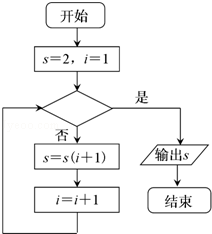 开始
s=2，i=1
是
否
s=s(i+1)
输出s
i=i+1
结束